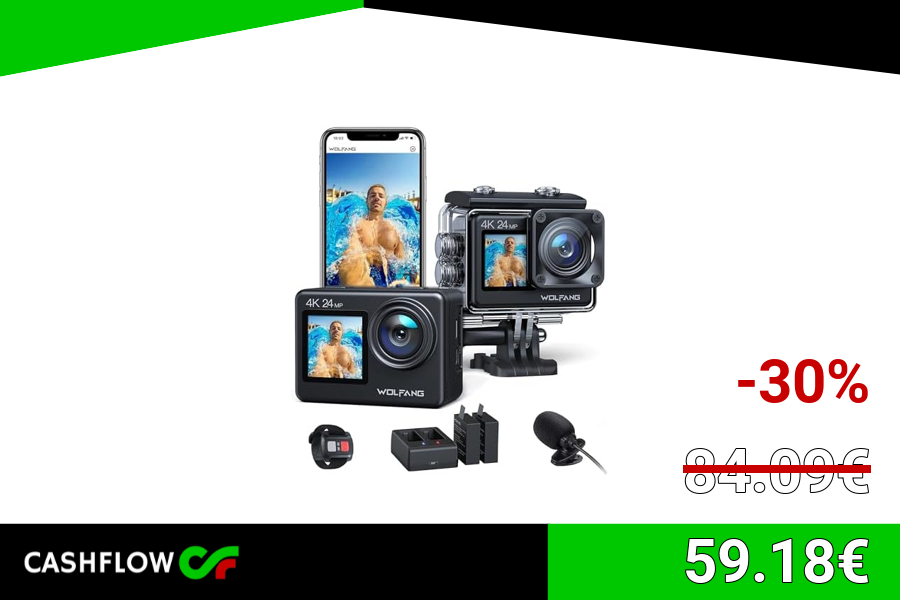 WOLFANG
4K 24MP
WOLFANG
4K 24MP
WOLFANG
-30%
84.09€
CASHFLOW
59.18€